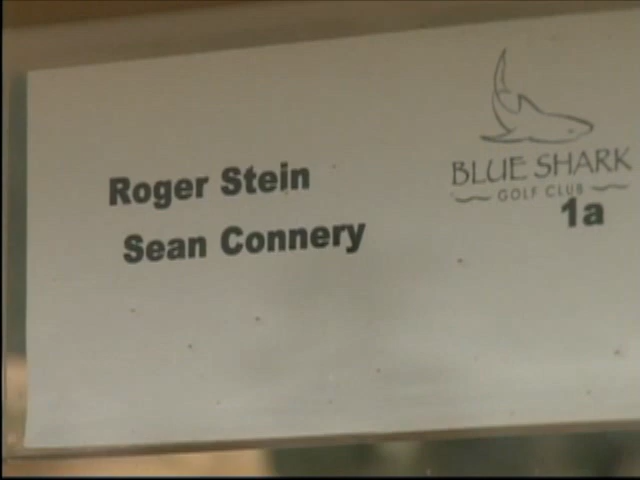 Roger Stein
Sean Connery
BLUE SHARK
GOLF CLUB
1a